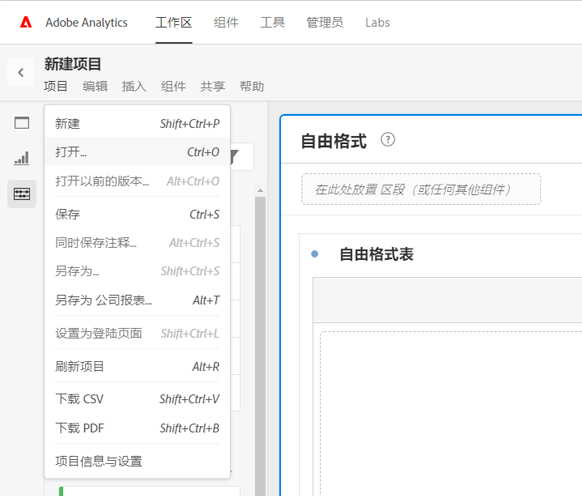 Adobe Analytics 工作区 组件 工具 管理员 Labs
新建项目
项目 编辑 插入 组件 共享 帮助
新建 Shift+Ctrl+P
打开... Ctrl+O
打开以前的版本... Alt+Ctrl+O
保存 Ctrl+S
同时保存注释... Alt+Ctrl+S
另存为... Shift+Ctrl+S
另存为 公司报表... Alt+T
设置为登陆页面 Shift+Ctrl+L
刷新项目 Alt+R
下载 CSV Shift+Ctrl+V
下载 PDF Shift+Ctrl+B
项目信息与设置
自由格式 ?
在此处放置 区段（或任何其他组件）
自由格式表